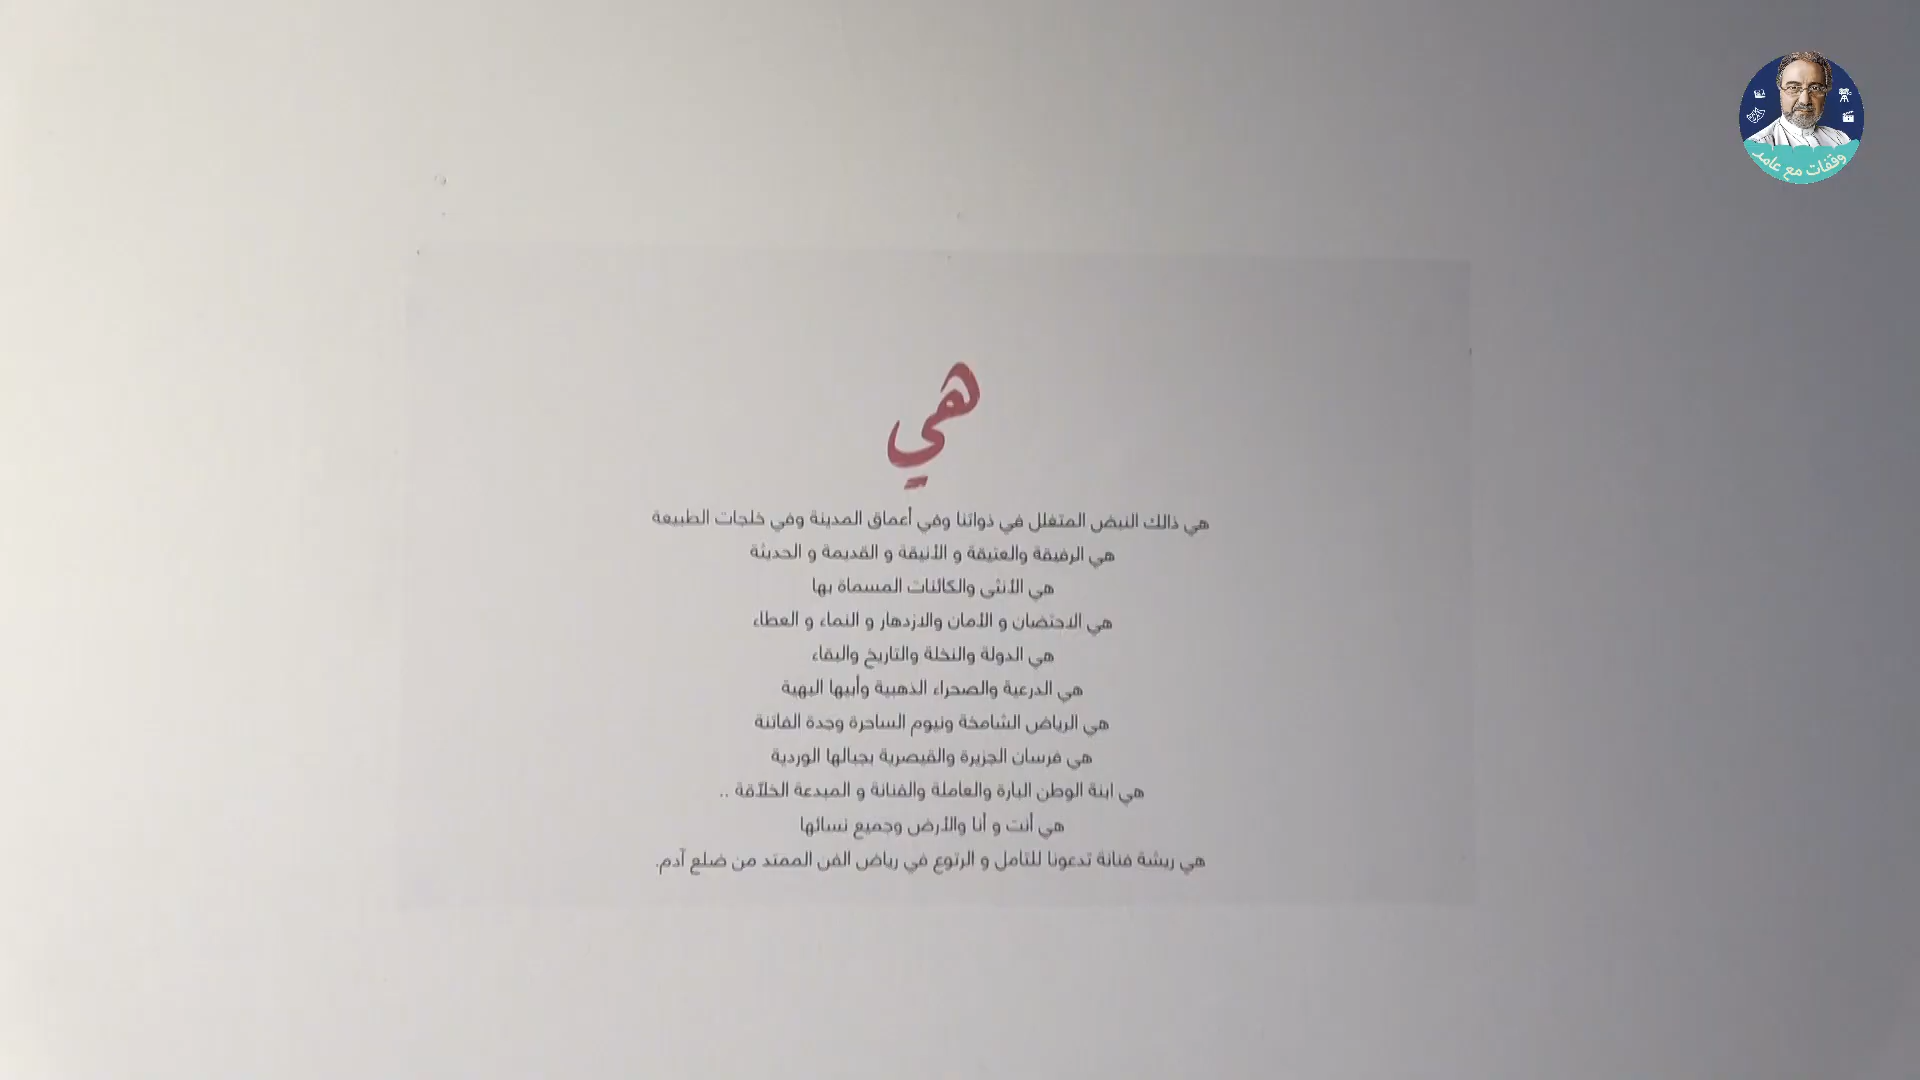 وقفات مع عامر
هي
هي ذالك النبض المتغلل في ذواتنا وفي أعماق المدينة وفي خلجات الطبيعة
هي الرفيقة والعتيقة و الأنيقة و القديمة و الحديثة
هي الأنثى والكائنات المسماة بها
هي الاحتضان و الأمان والازدهار و النماء و العطاء
هي الدولة والنخلة والتاريخ والبقاء
هي الدرعية والصحراء الذهبية وأبيها البهية
هي الرياض الشامخة ونيوم الساحرة وجدة الفاتنة
هي فرسان الجزيرة والقيصرية بجبالها الوردية
هي ابنة الوطن البارة والعاملة والفنانة و المبدعة الخلاّقة ..
هي أنت و أنا والأرض وجميع نسائها
هي ريشة فنانة تدعونا للتامل و الرتوع في رياض الفن الممتد من ضلع آدم.